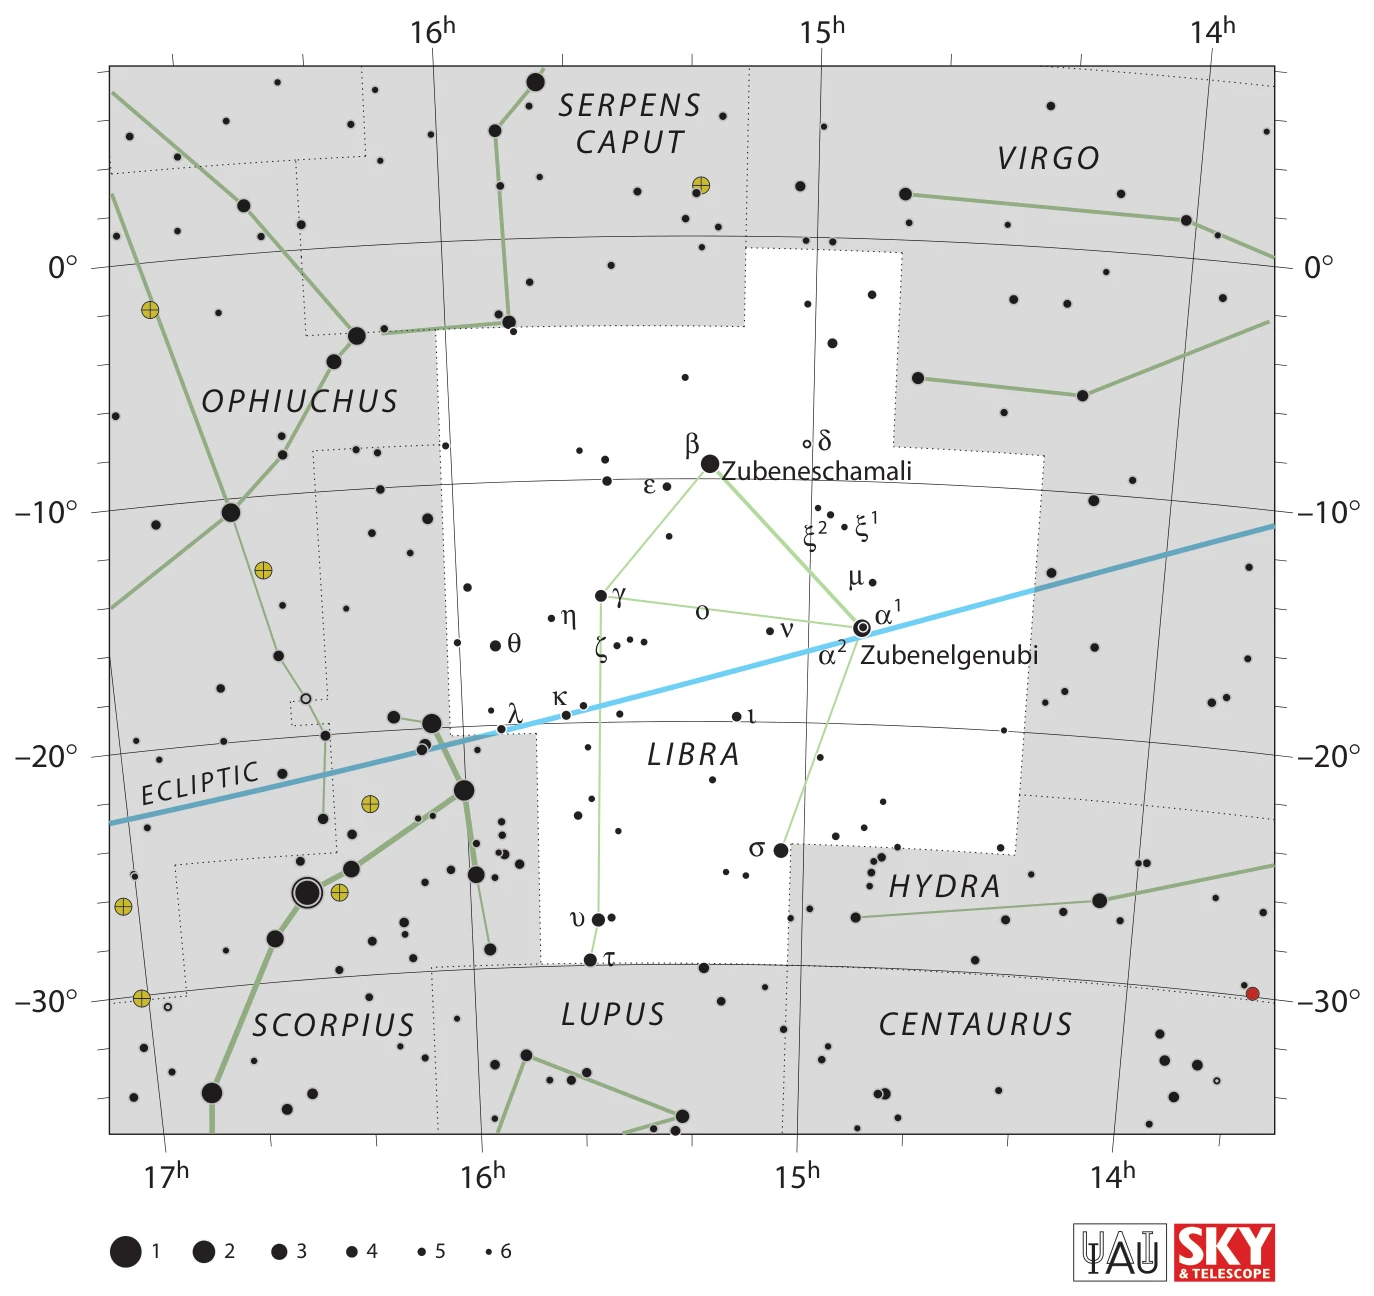 16h 15h 14h
SERPENS
CAPUT
VIRGO
0° 0°
OPHIUCHUS
β δ
Zubeneschamali
ε
–10° –10°
ξ2 ξ1
μ
γ ο α1
η ν
θ ζ α2 Zubenelgenubi
κ
λ ι
LIBRA
–20° –20°
ECLIPTIC
σ
HYDRA
υ
τ
–30° –30°
SCORPIUS LUPUS CENTAURUS
17h 16h 15h 14h
1 2 3 4 5 6
IAU
SKY
& TELESCOPE